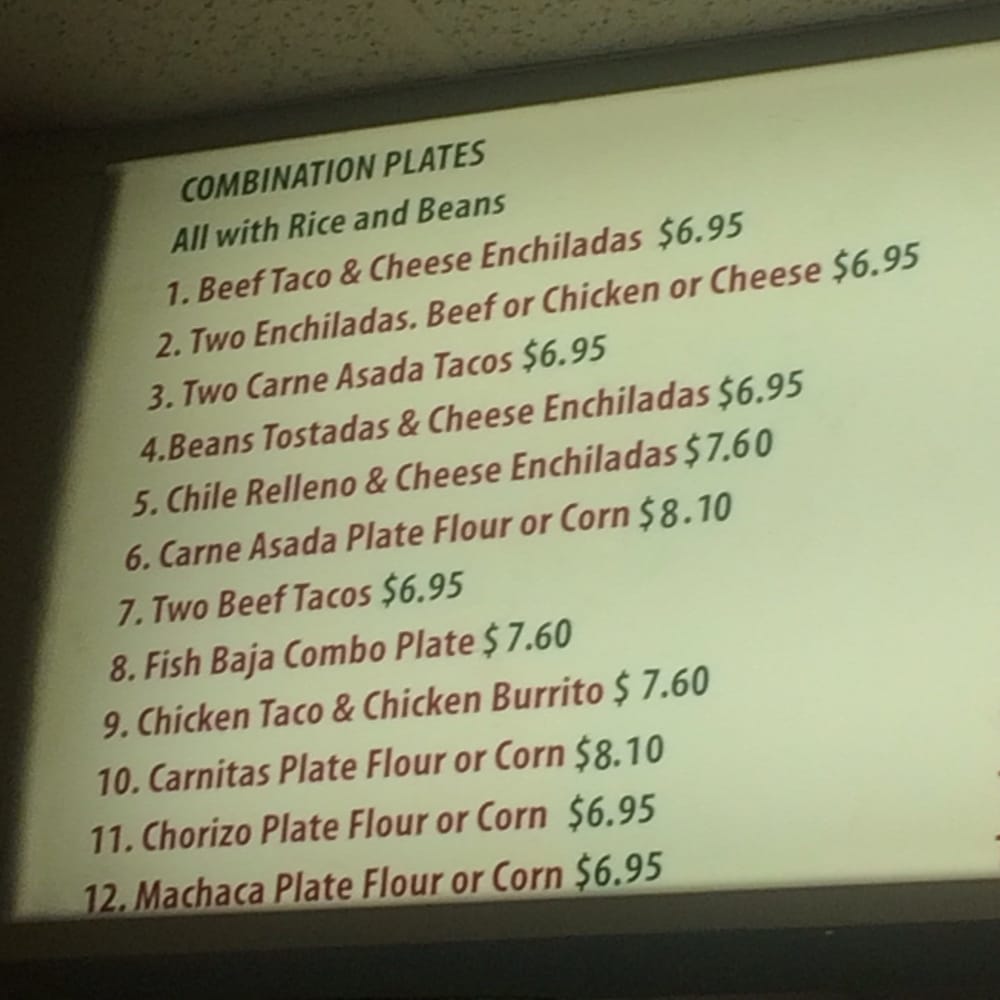 COMBINATION PLATES
All with Rice and Beans
1. Beef Taco & Cheese Enchiladas $6.95
2. Two Enchiladas. Beef or Chicken or Cheese $6.95
3. Two Carne Asada Tacos $6.95
4.Beans Tostadas & Cheese Enchiladas $6.95
5. Chile Relleno & Cheese Enchiladas $7.60
6. Carne Asada Plate Flour or Corn $8.10
7. Two Beef Tacos $6.95
8. Fish Baja Combo Plate $7.60
9. Chicken Taco & Chicken Burrito $ 7.60
10. Carnitas Plate Flour or Corn $8.10
11. Chorizo Plate Flour or Corn $6.95
12. Machaca Plate Flour or Corn $6.95